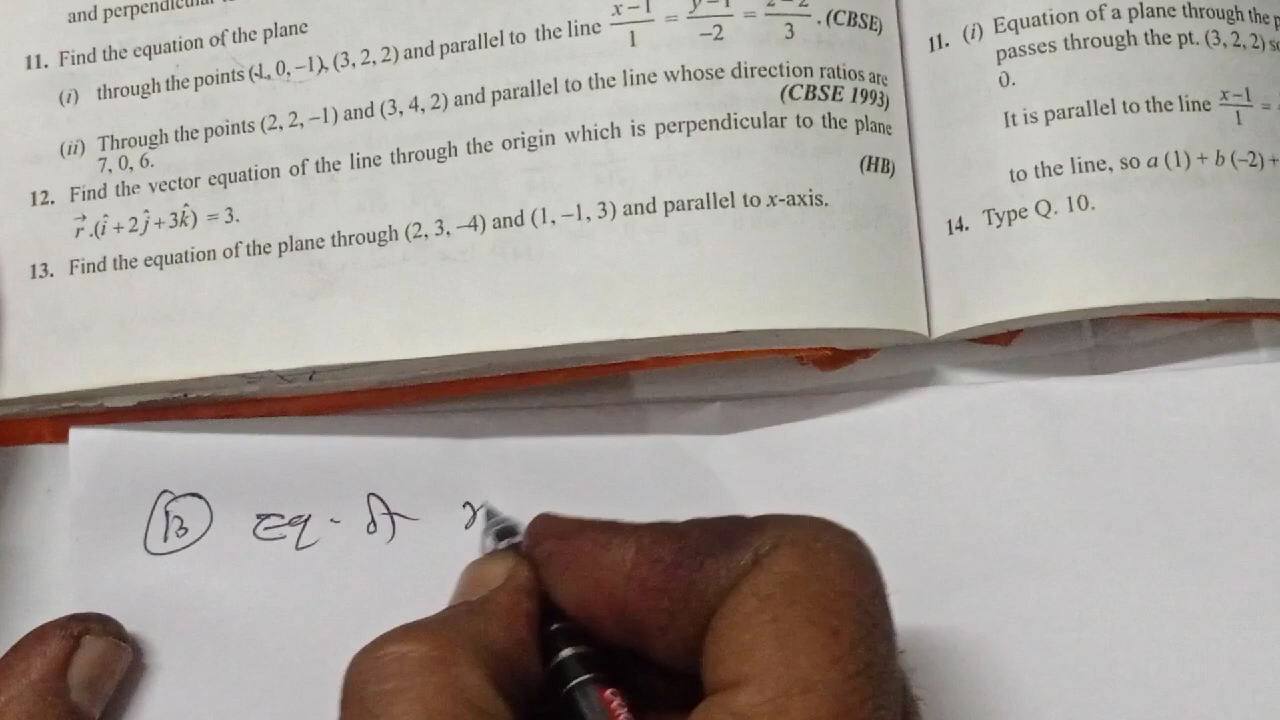 and perpendicular
11. Find the equation of the plane
(i) through the points (-1, 0, –1), (3, 2, 2) and parallel to the line x – 1 / 1 = y – 1 / –2 = z – 2 / 3 . (CBSE)
(ii) Through the points (2, 2, –1) and (3, 4, 2) and parallel to the line whose direction ratios are
7, 0, 6. (CBSE 1993)
12. Find the vector equation of the line through the origin which is perpendicular to the plane
r⃗ .(î + 2ĵ + 3k̂) = 3. (HB)
13. Find the equation of the plane through (2, 3, –4) and (1, –1, 3) and parallel to x-axis.
11. (i) Equation of a plane through the
passes through the pt. (3, 2, 2)
0.
It is parallel to the line x–1 / 1 =
to the line, so a (1) + b (–2) +
14. Type Q. 10.
13 Eq. of x